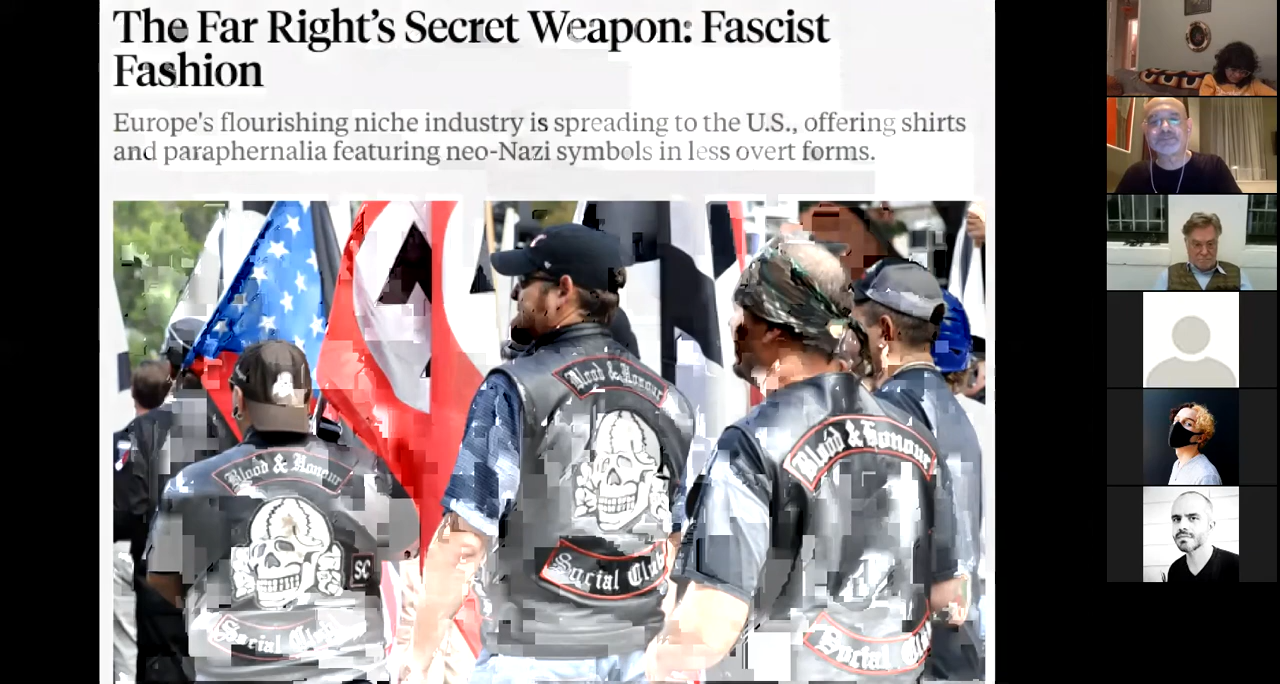 The Far Right's Secret Weapon: Fascist
Fashion
Europe's flourishing niche industry is spreading to the U.S., offering shirts
and paraphernalia featuring neo-Nazi symbols in less overt forms.
Blood & Honour
Social Club
Blood & Honour
Social Club
SC
Blood & Honour
Social Club